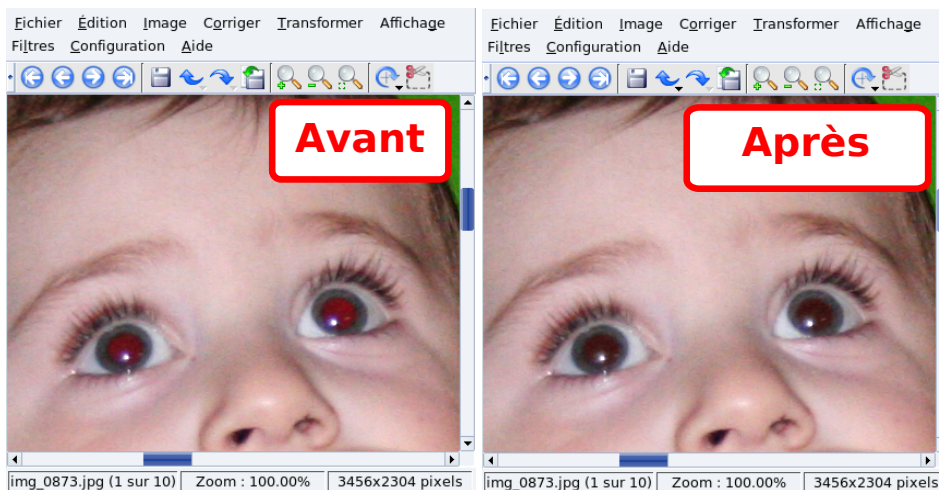 Fichier Édition Image Corriger Transformer Affichage
Filtres Configuration Aide
Avant
img_0873.jpg (1 sur 10) Zoom : 100.00% 3456x2304 pixels
Fichier Édition Image Corriger Transformer Affichage
Filtres Configuration Aide
Après
img_0873.jpg (1 sur 10) Zoom : 100.00% 3456x2304 pixels